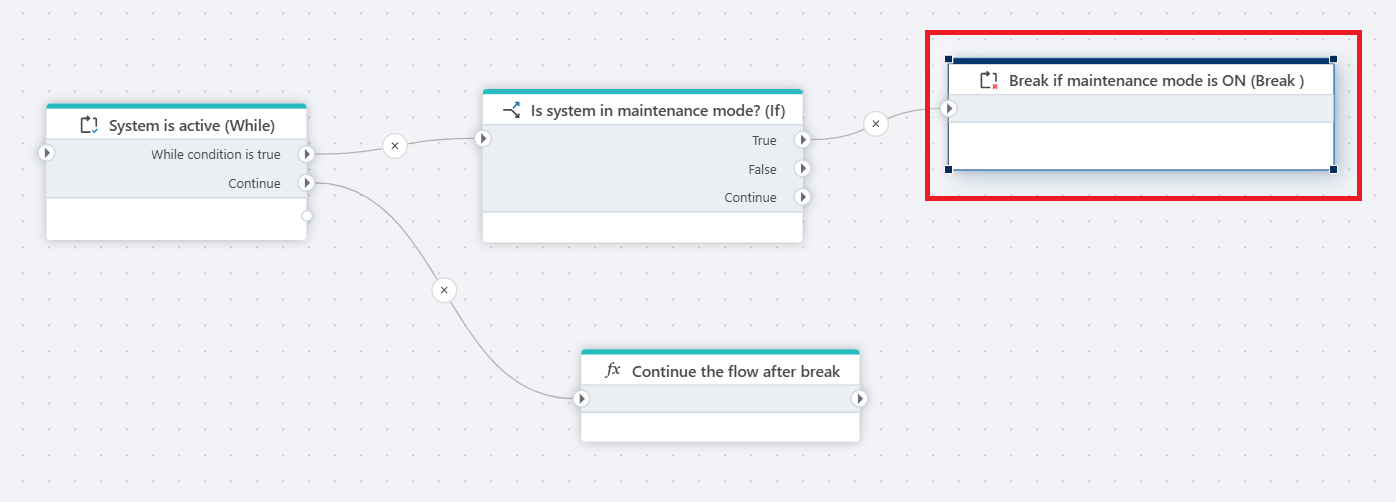 System is active (While)
While condition is true
Continue
Is system in maintenance mode? (If)
True
False
Continue
Break if maintenance mode is ON (Break )
fx Continue the flow after break